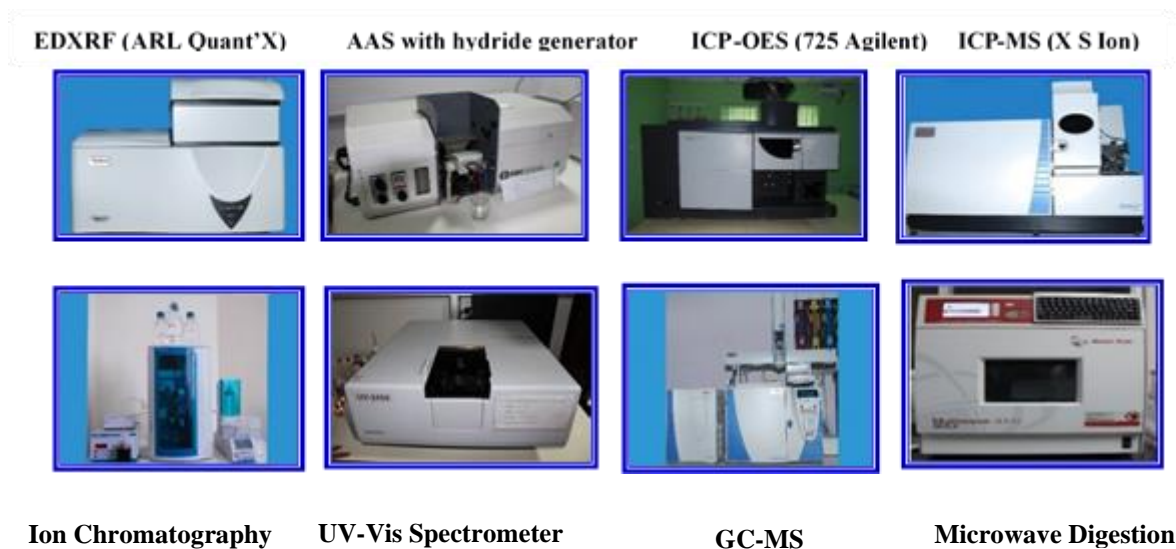 EDXRF (ARL Quant'X) AAS with hydride generator ICP-OES (725 Agilent) ICP-MS (X S Ion)
Ion Chromatography UV-Vis Spectrometer GC-MS Microwave Digestion